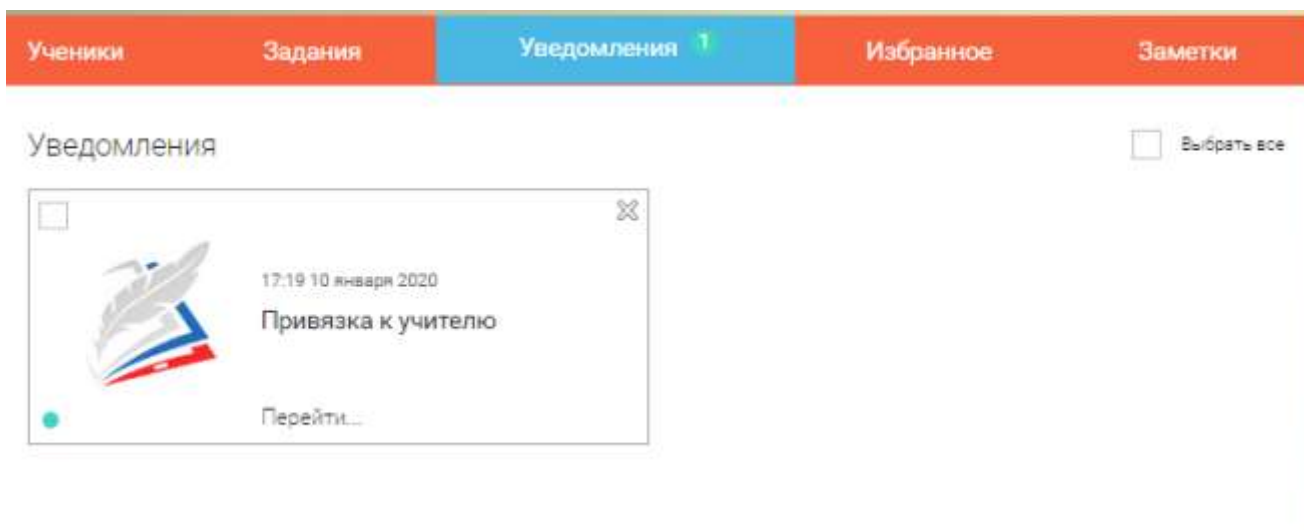 Ученики Задания Уведомления 1 Избранное Заметки
Уведомления Выбрать все
17:19 10 января 2020
Привязка к учителю
Перейти...